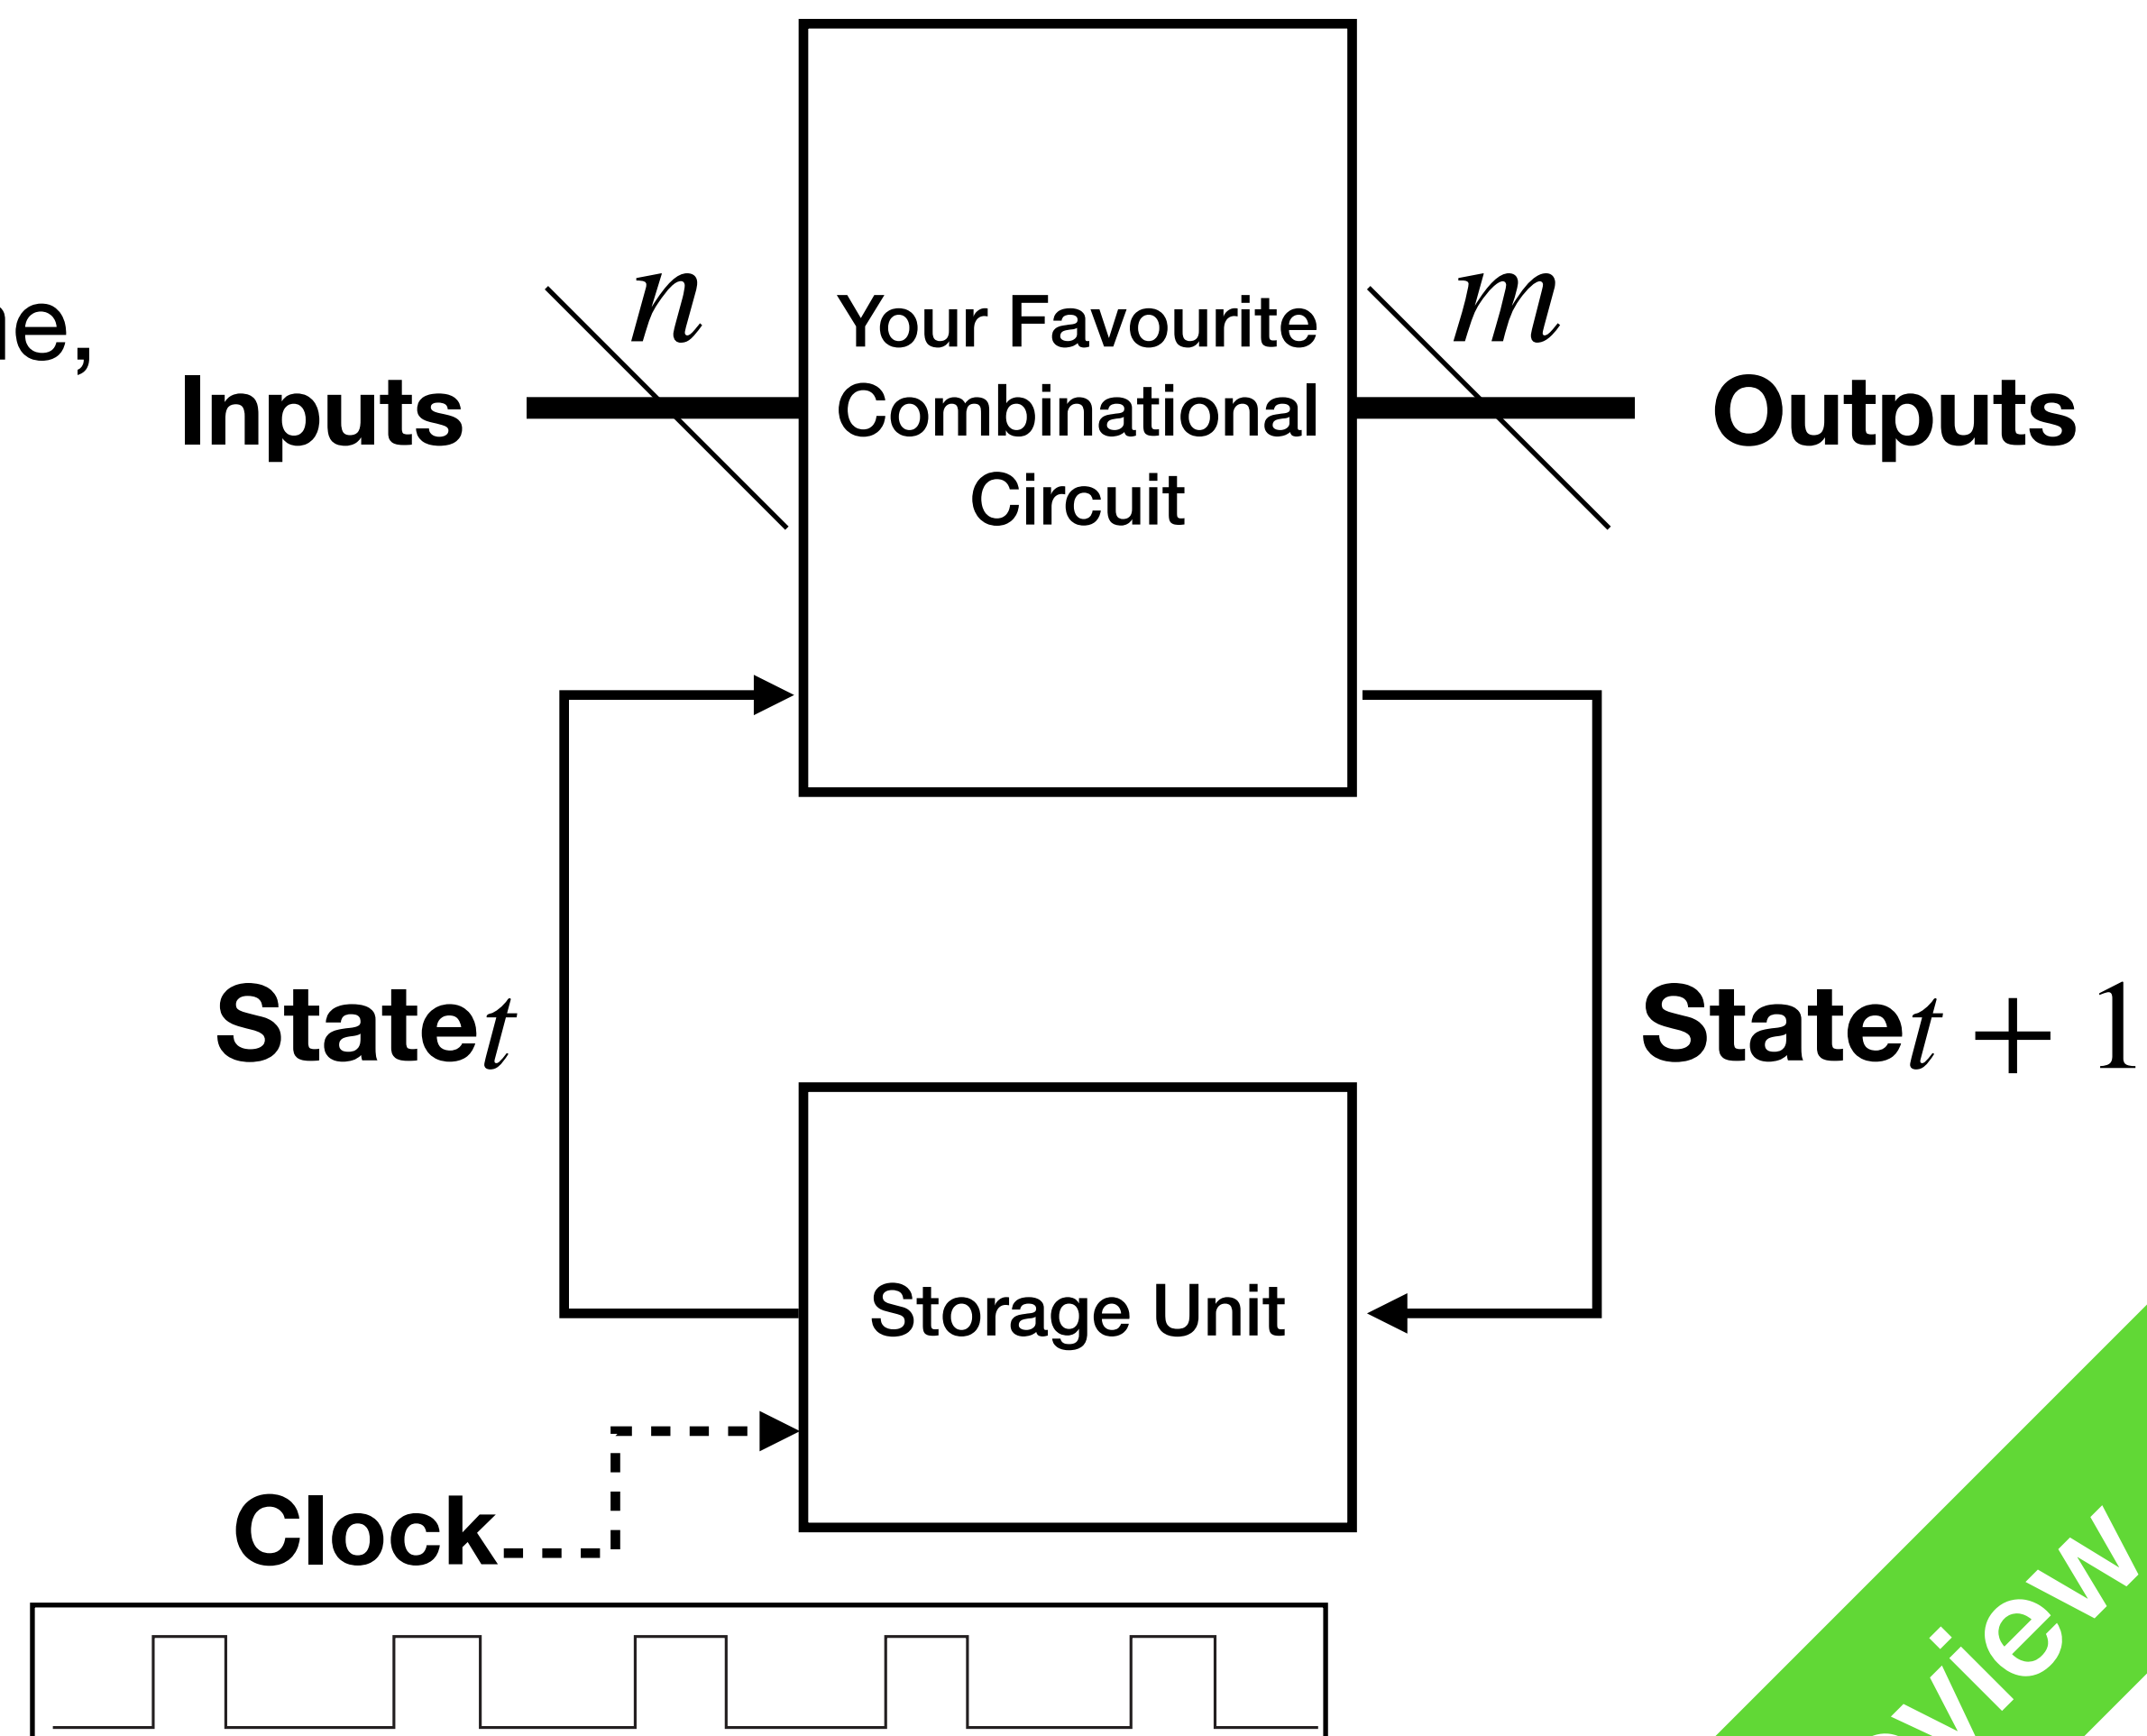 e,
n
m
Inputs
Your Favourite
Combinational
Circuit
Outputs
State t
State t + 1
Storage Unit
Clock